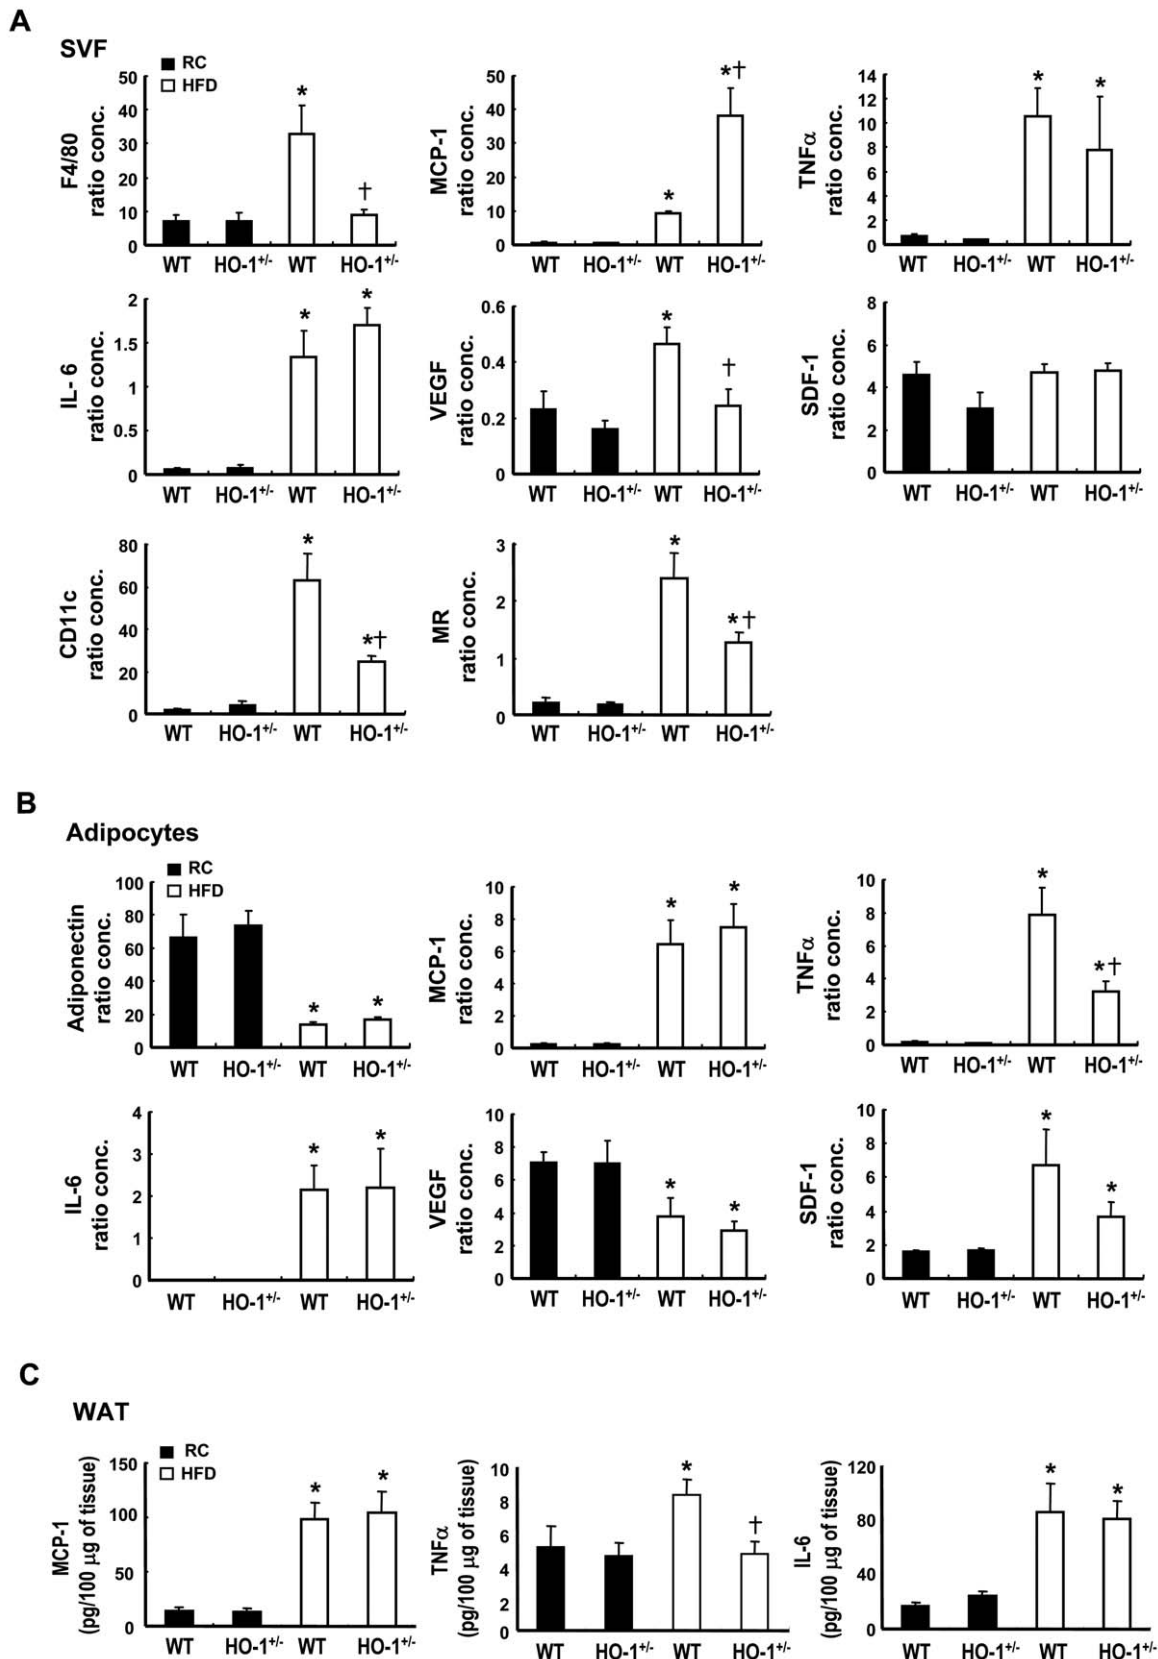 A
SVF
RC
HFD
F4/80
ratio conc.
50
40
30
20
10
0
*
†
WT HO-1+/- WT HO-1+/-
MCP-1
ratio conc.
50
40
30
20
10
0
*
*†
WT HO-1+/- WT HO-1+/-
TNFα
ratio conc.
14
12
10
8
6
4
2
0
*
*
WT HO-1+/- WT HO-1+/-
IL- 6
ratio conc.
2
1.5
1
0.5
0
*
*
WT HO-1+/- WT HO-1+/-
VEGF
ratio conc.
0.6
0.4
0.2
0
*
†
WT HO-1+/- WT HO-1+/-
SDF-1
ratio conc.
8
6
4
2
0
WT HO-1+/- WT HO-1+/-
CD11c
ratio conc.
80
60
40
20
0
*
*†
WT HO-1+/- WT HO-1+/-
MR
ratio conc.
3
2
1
0
*
*†
WT HO-1+/- WT HO-1+/-
B
Adipocytes
RC
HFD
Adiponectin
ratio conc.
100
80
60
40
20
0
*
*
WT HO-1+/- WT HO-1+/-
MCP-1
ratio conc.
10
8
6
4
2
0
*
*
WT HO-1+/- WT HO-1+/-
TNFα
ratio conc.
10
8
6
4
2
0
*
*†
WT HO-1+/- WT HO-1+/-
IL-6
ratio conc.
4
3
2
1
0
*
*
WT HO-1+/- WT HO-1+/-
VEGF
ratio conc.
10
8
6
4
2
0
*
*
WT HO-1+/- WT HO-1+/-
SDF-1
ratio conc.
10
8
6
4
2
0
*
*
WT HO-1+/- WT HO-1+/-
C
WAT
RC
HFD
MCP-1
(pg/100 µg of tissue)
150
100
50
0
*
*
WT HO-1+/- WT HO-1+/-
TNFα
(pg/100 µg of tissue)
10
8
6
4
2
0
*
†
WT HO-1+/- WT HO-1+/-
IL-6
(pg/100 µg of tissue)
120
80
40
0
*
*
WT HO-1+/- WT HO-1+/-